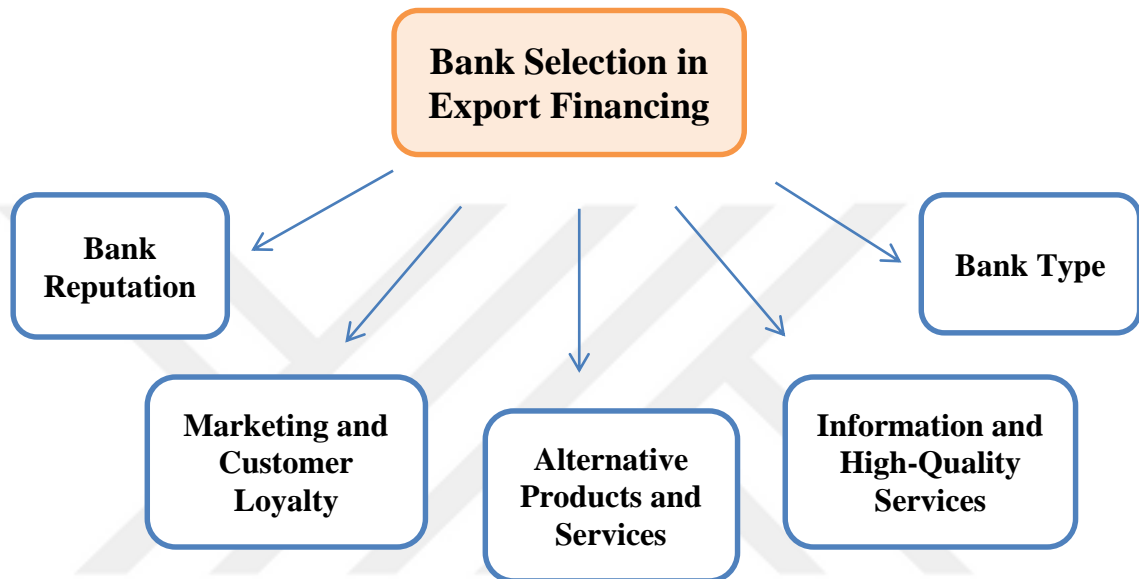 Bank Selection in
Export Financing
Bank
Reputation
Bank Type
Marketing and
Customer
Loyalty
Alternative
Products and
Services
Information and
High-Quality
Services